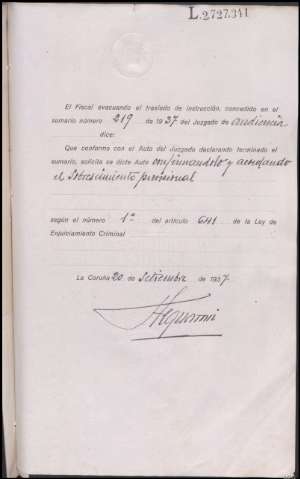 L.2727.341
El Fiscal evacuando el traslado de instrucción, concedido en el
sumario número 219 de 1937. del Juzgado de audiencia
dice:
Que conforme con el Auto del Juzgado declarando terminado el
sumario, solicita se dicte Auto confirmandolo y acordando
el Sobreseimiento provisional
según el número 1º del artículo 641 de la Ley de
Enjuiciamiento Criminal
La Coruña 20 de Setiembre de 1937.